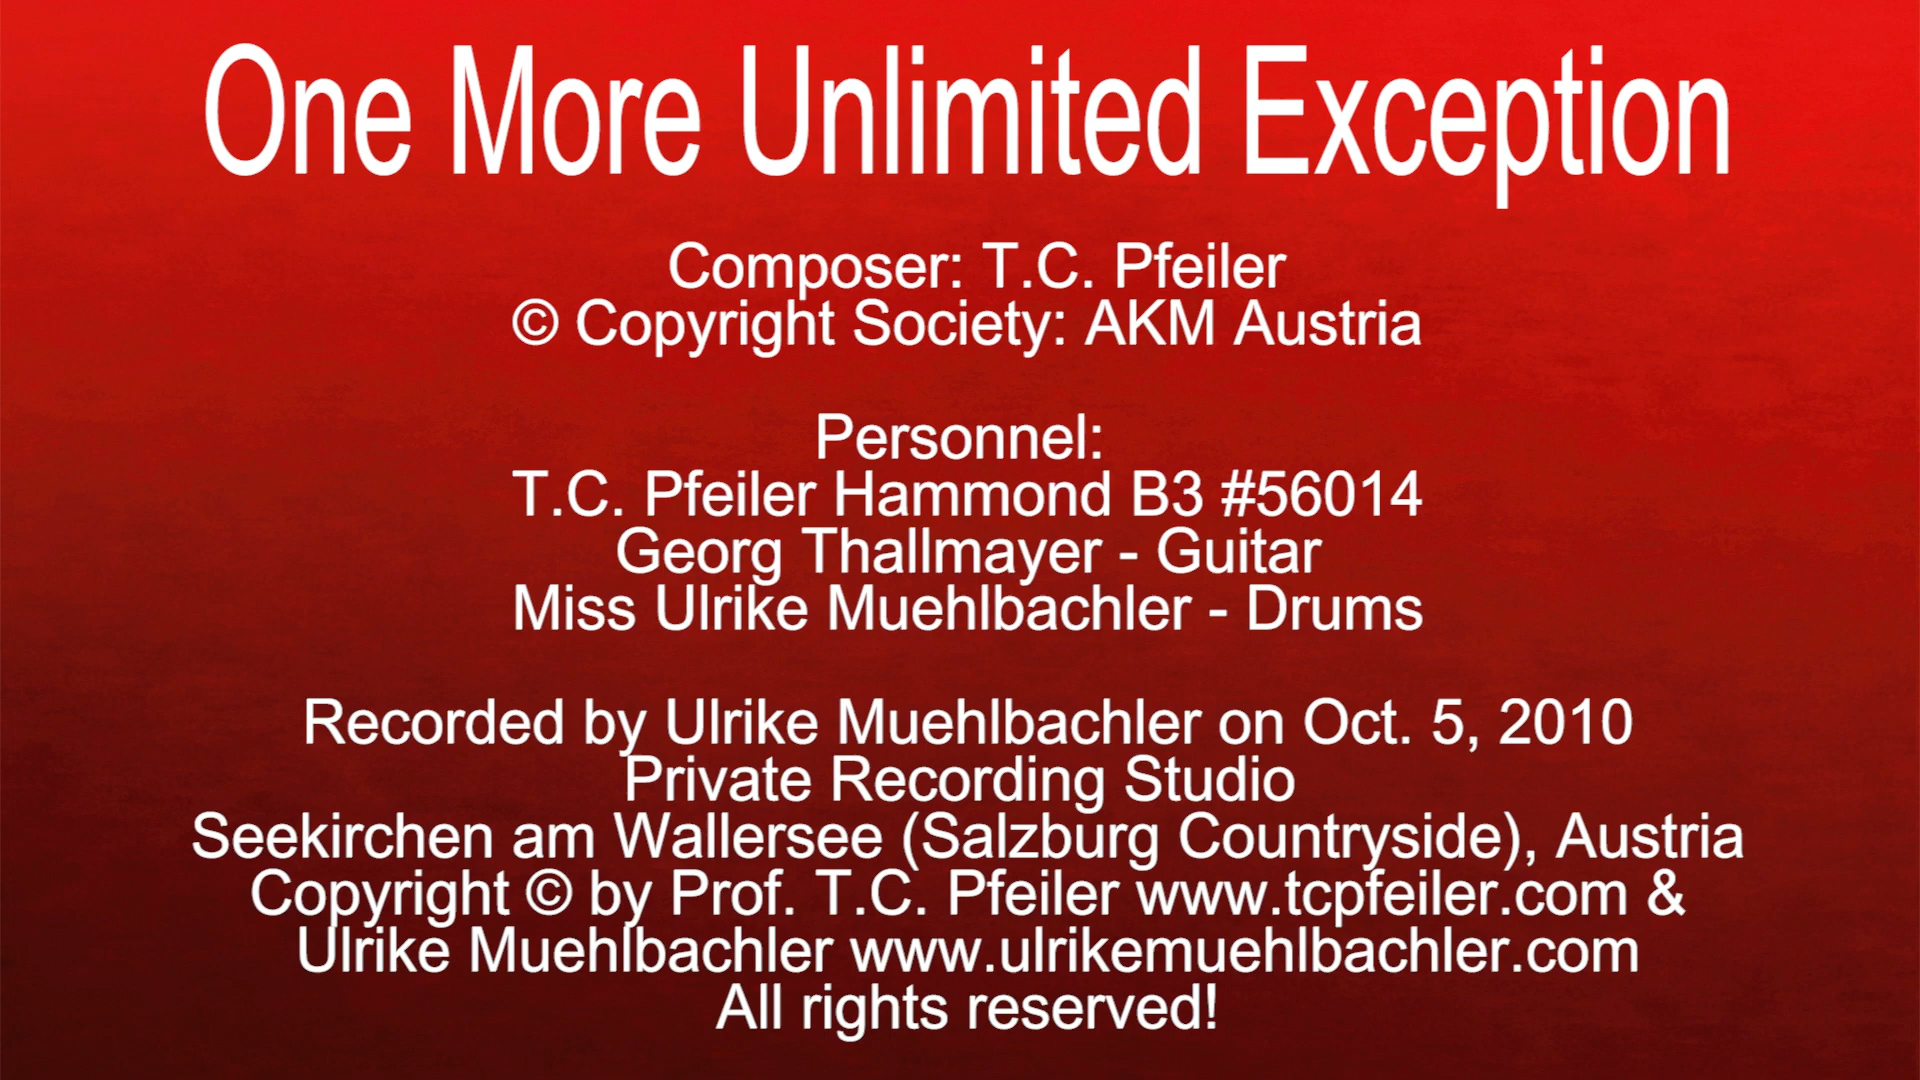 One More Unlimited Exception
Composer: T.C. Pfeiler
© Copyright Society: AKM Austria
Personnel:
T.C. Pfeiler Hammond B3 #56014
Georg Thallmayer - Guitar
Miss Ulrike Muehlbachler - Drums
Recorded by Ulrike Muehlbachler on Oct. 5, 2010
Private Recording Studio
Seekirchen am Wallersee (Salzburg Countryside), Austria
Copyright © by Prof. T.C. Pfeiler www.tcpfeiler.com &
Ulrike Muehlbachler www.ulrikemuehlbachler.com
All rights reserved!